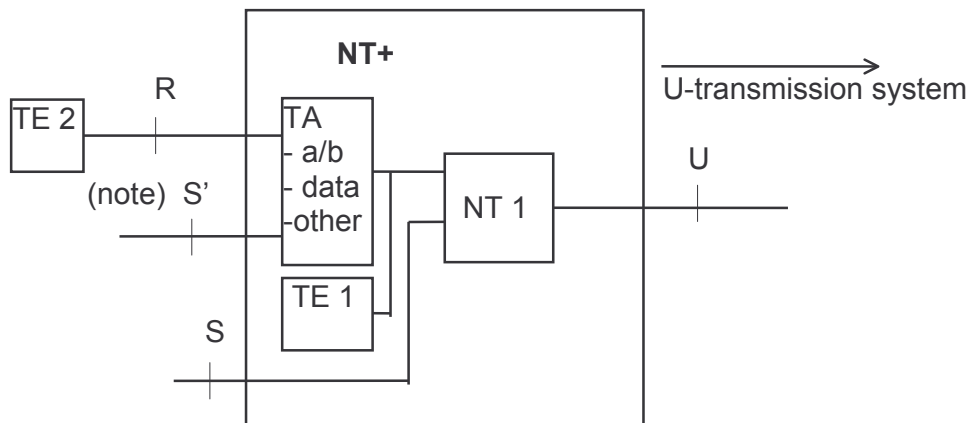 NT+
U-transmission system
R
TE 2
TA
- a/b
- data
-other
U
(note) S’
NT 1
TE 1
S